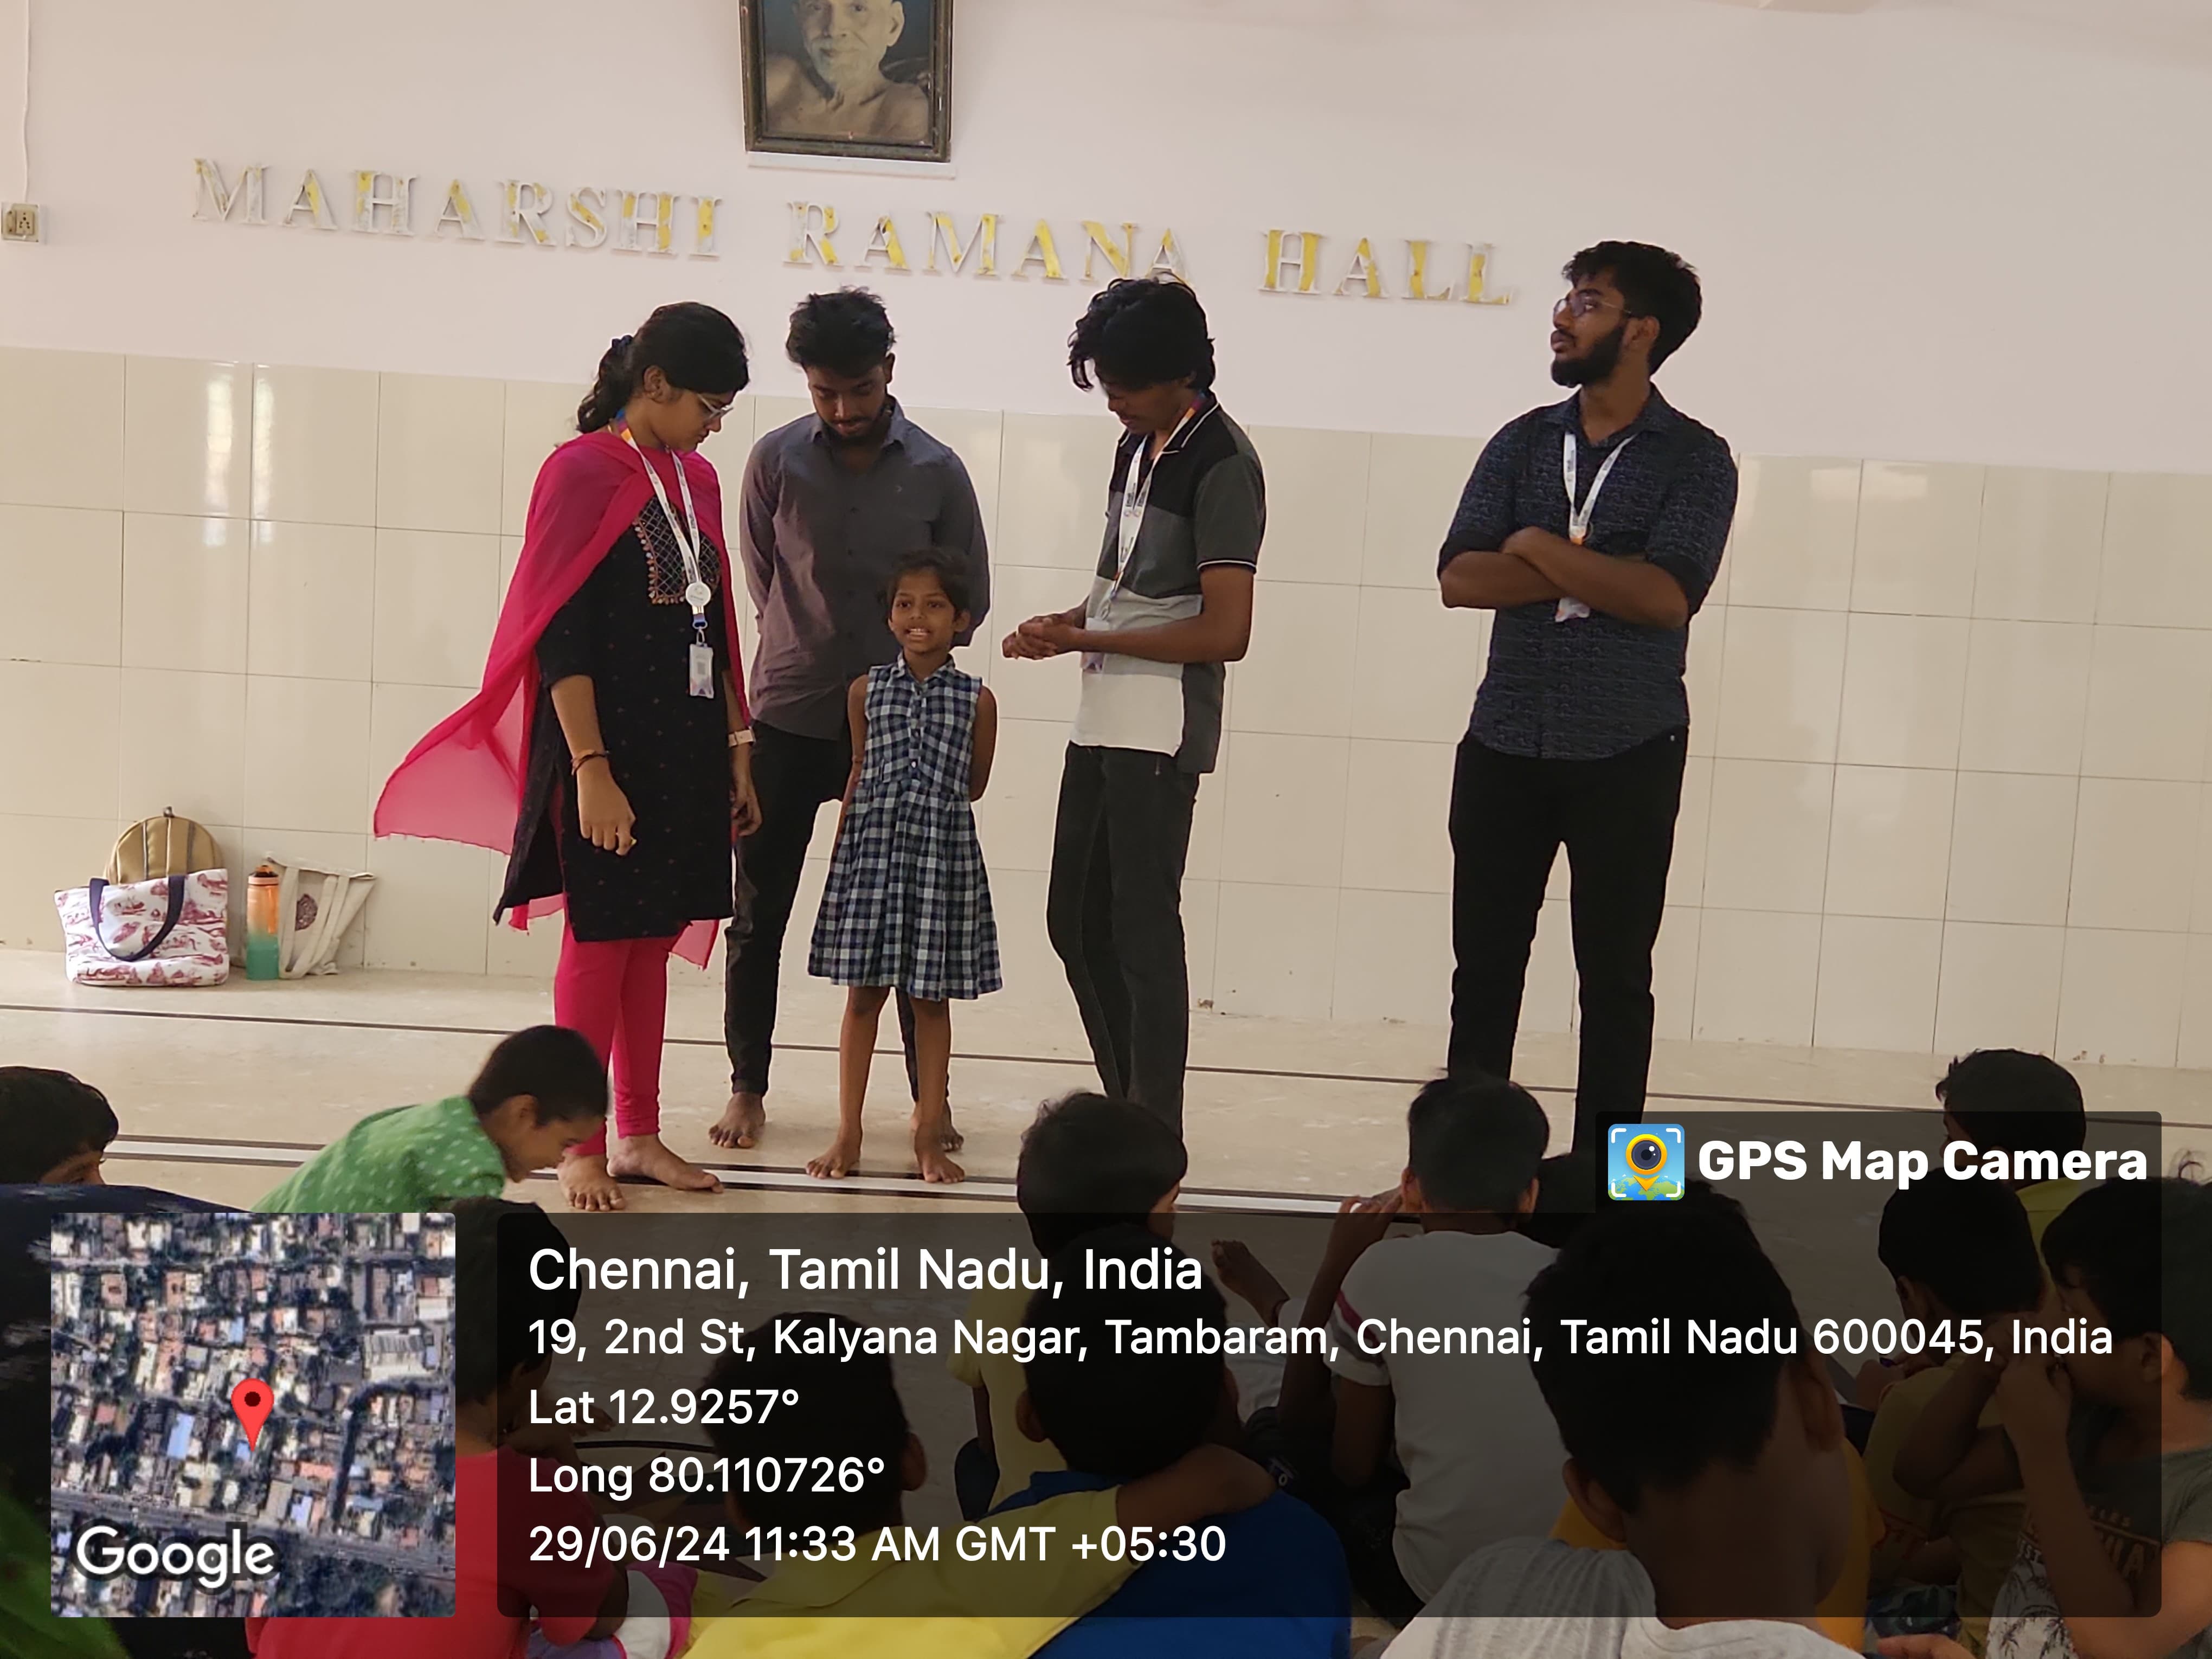 MAHARSHI RAMANA HALL
GPS Map Camera
Chennai, Tamil Nadu, India
19, 2nd St, Kalyana Nagar, Tambaram, Chennai, Tamil Nadu 600045, India
Lat 12.9257°
Long 80.110726°
29/06/24 11:33 AM GMT +05:30
Google